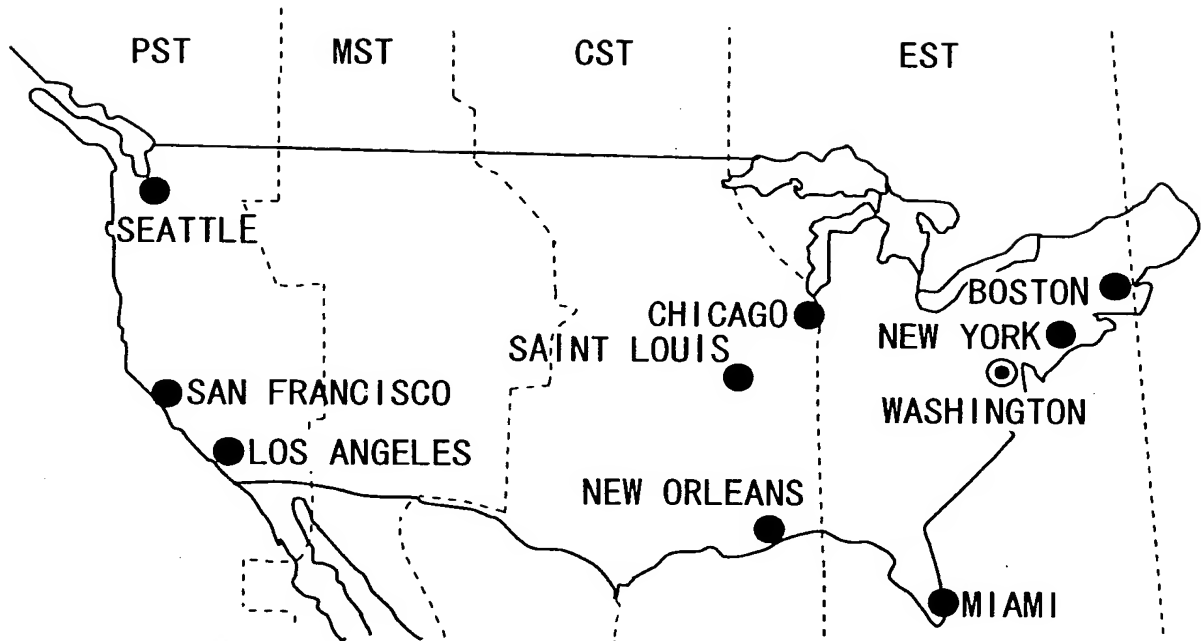 PST MST CST EST
SEATTLE
BOSTON
CHICAGO
NEW YORK
SAINT LOUIS
SAN FRANCISCO
WASHINGTON
LOS ANGELES
NEW ORLEANS
MIAMI